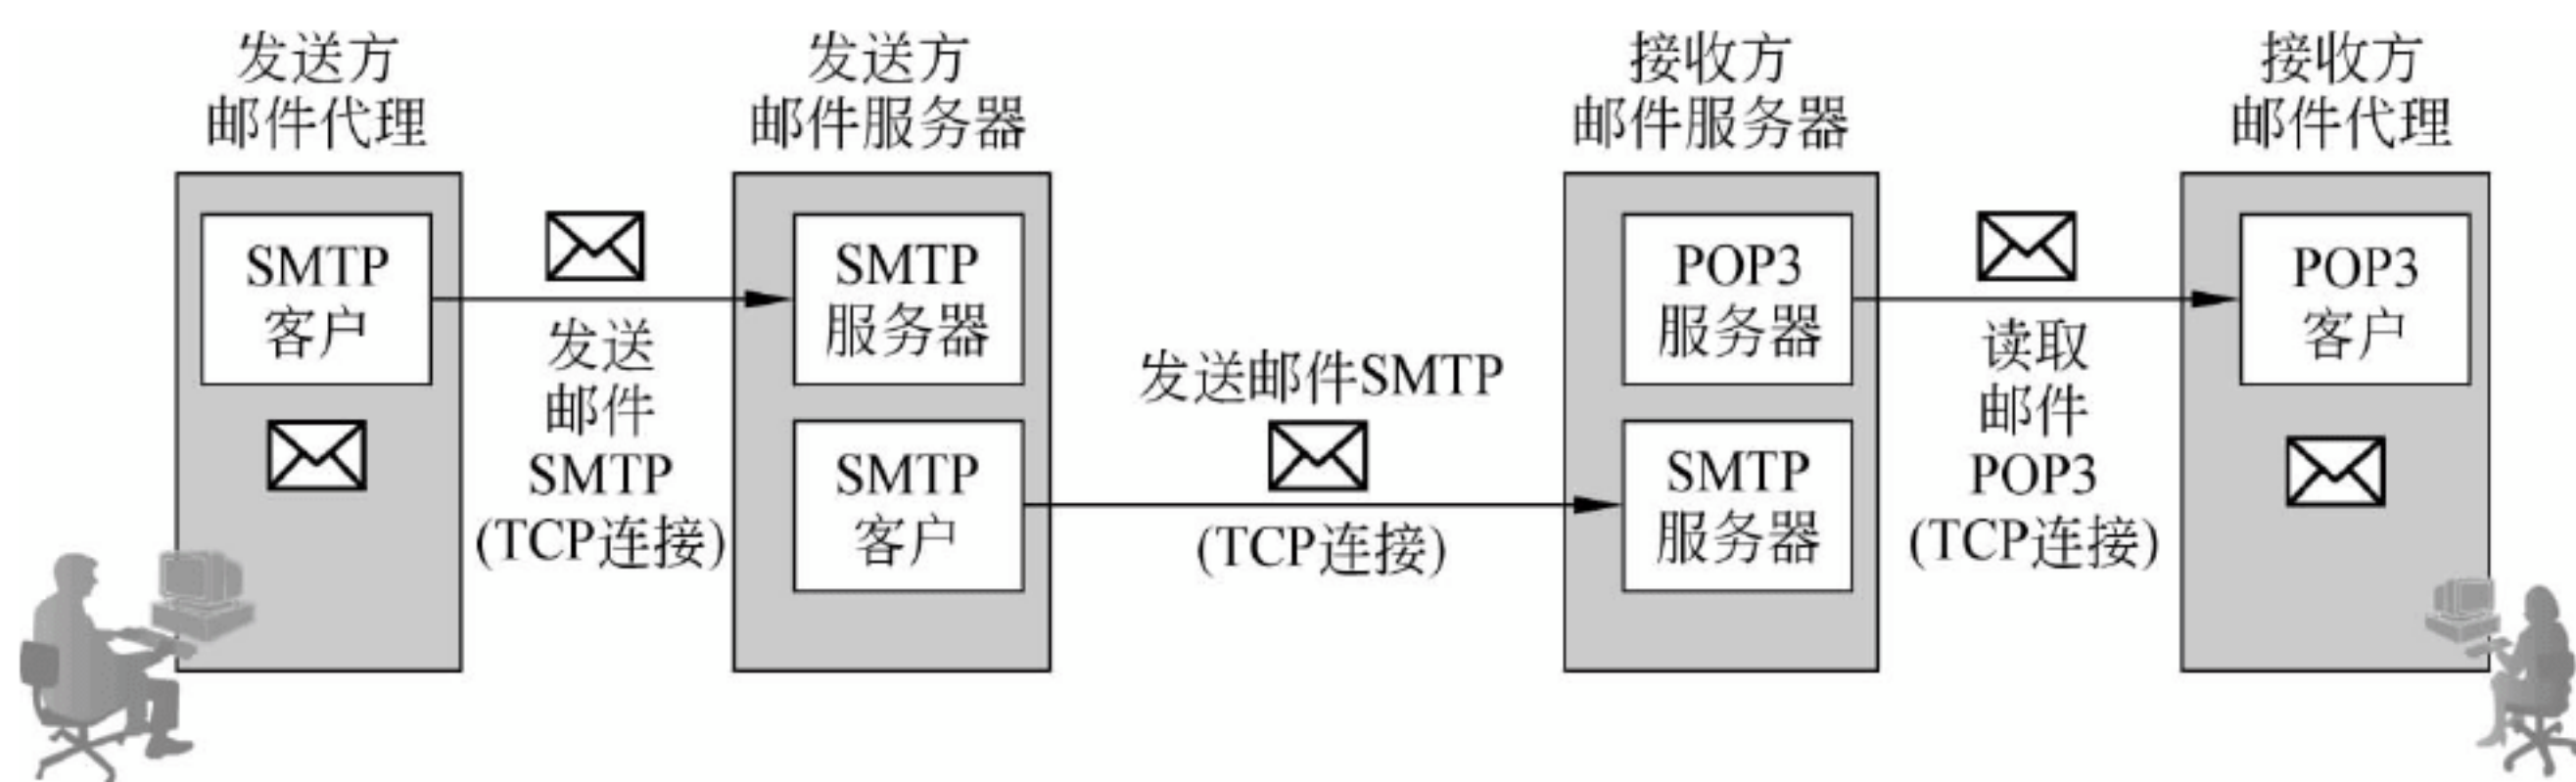 发送方
邮件代理
发送方
邮件服务器
接收方
邮件服务器
接收方
邮件代理
SMTP
客户
发送
邮件
SMTP
(TCP连接)
SMTP
服务器
SMTP
客户
发送邮件SMTP
(TCP连接)
POP3
服务器
SMTP
服务器
读取
邮件
POP3
(TCP连接)
POP3
客户